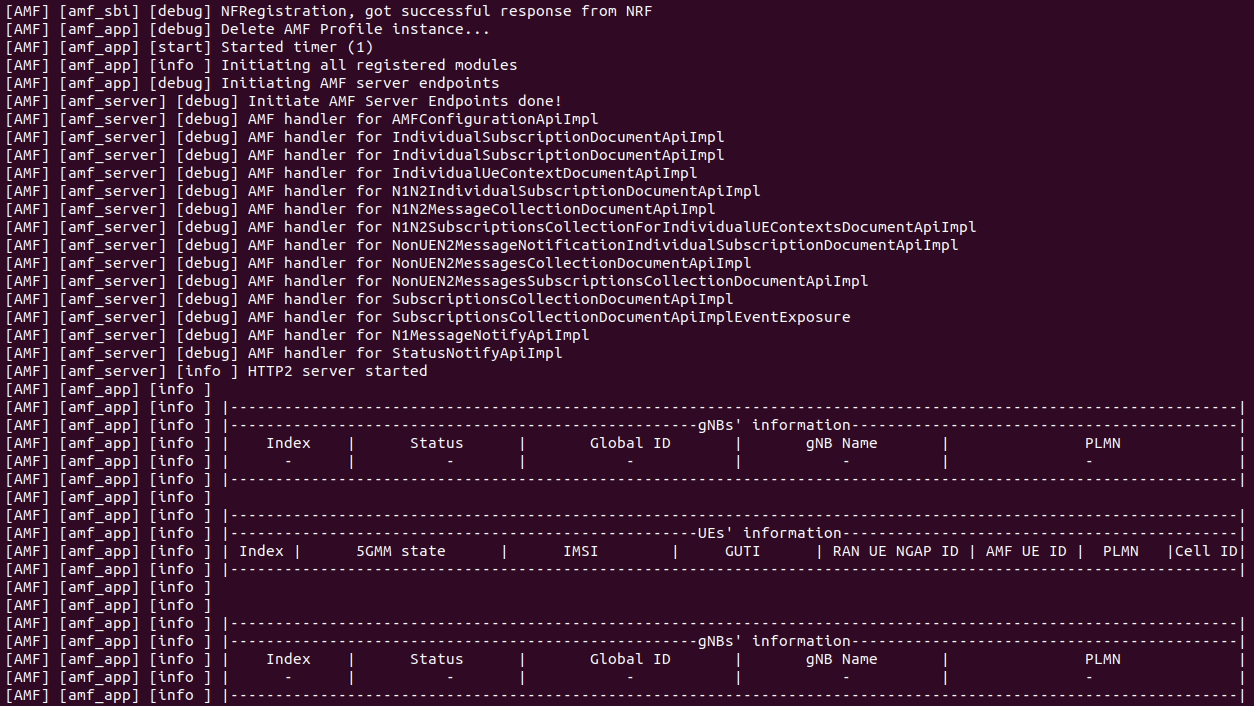 [AMF] [amf_sbi] [debug] NFRegistration, got successful response from NRF
[AMF] [amf_app] [debug] Delete AMF Profile instance...
[AMF] [amf_app] [start] Started timer (1)
[AMF] [amf_app] [info ] Initiating all registered modules
[AMF] [amf_app] [debug] Initiating AMF server endpoints
[AMF] [amf_server] [debug] Initiate AMF Server Endpoints done!
[AMF] [amf_server] [debug] AMF handler for AMFConfigurationApiImpl
[AMF] [amf_server] [debug] AMF handler for IndividualSubscriptionDocumentApiImpl
[AMF] [amf_server] [debug] AMF handler for IndividualSubscriptionDocumentApiImpl
[AMF] [amf_server] [debug] AMF handler for IndividualUeContextDocumentApiImpl
[AMF] [amf_server] [debug] AMF handler for N1N2IndividualSubscriptionDocumentApiImpl
[AMF] [amf_server] [debug] AMF handler for N1N2MessageCollectionDocumentApiImpl
[AMF] [amf_server] [debug] AMF handler for N1N2SubscriptionsCollectionForIndividualUEContextsDocumentApiImpl
[AMF] [amf_server] [debug] AMF handler for NonUEN2MessageNotificationIndividualSubscriptionDocumentApiImpl
[AMF] [amf_server] [debug] AMF handler for NonUEN2MessagesCollectionDocumentApiImpl
[AMF] [amf_server] [debug] AMF handler for NonUEN2MessagesSubscriptionsCollectionDocumentApiImpl
[AMF] [amf_server] [debug] AMF handler for SubscriptionsCollectionDocumentApiImpl
[AMF] [amf_server] [debug] AMF handler for SubscriptionsCollectionDocumentApiImplEventExposure
[AMF] [amf_server] [debug] AMF handler for N1MessageNotifyApiImpl
[AMF] [amf_server] [debug] AMF handler for StatusNotifyApiImpl
[AMF] [amf_server] [info ] HTTP2 server started
[AMF] [amf_app] [info ]
[AMF] [amf_app] [info ] |----------------------------------------------------------------------------------------------------------------|
[AMF] [amf_app] [info ] |----------------------------------------------------gNBs' information-------------------------------------------|
[AMF] [amf_app] [info ] |    Index    |      Status      |       Global ID       |       gNB Name       |               PLMN             |
[AMF] [amf_app] [info ] |      -      |          -       |           -           |           -          |               -                |
[AMF] [amf_app] [info ] |----------------------------------------------------------------------------------------------------------------|
[AMF] [amf_app] [info ]
[AMF] [amf_app] [info ] |----------------------------------------------------------------------------------------------------------------|
[AMF] [amf_app] [info ] |----------------------------------------------------UEs' information--------------------------------------------|
[AMF] [amf_app] [info ] | Index |      5GMM state      |      IMSI        |     GUTI      | RAN UE NGAP ID | AMF UE ID |  PLMN   |Cell ID|
[AMF] [amf_app] [info ] |----------------------------------------------------------------------------------------------------------------|
[AMF] [amf_app] [info ]
[AMF] [amf_app] [info ]
[AMF] [amf_app] [info ] |----------------------------------------------------------------------------------------------------------------|
[AMF] [amf_app] [info ] |----------------------------------------------------gNBs' information-------------------------------------------|
[AMF] [amf_app] [info ] |    Index    |      Status      |       Global ID       |       gNB Name       |               PLMN             |
[AMF] [amf_app] [info ] |      -      |          -       |           -           |           -          |               -                |
[AMF] [amf_app] [info ] |----------------------------------------------------------------------------------------------------------------|